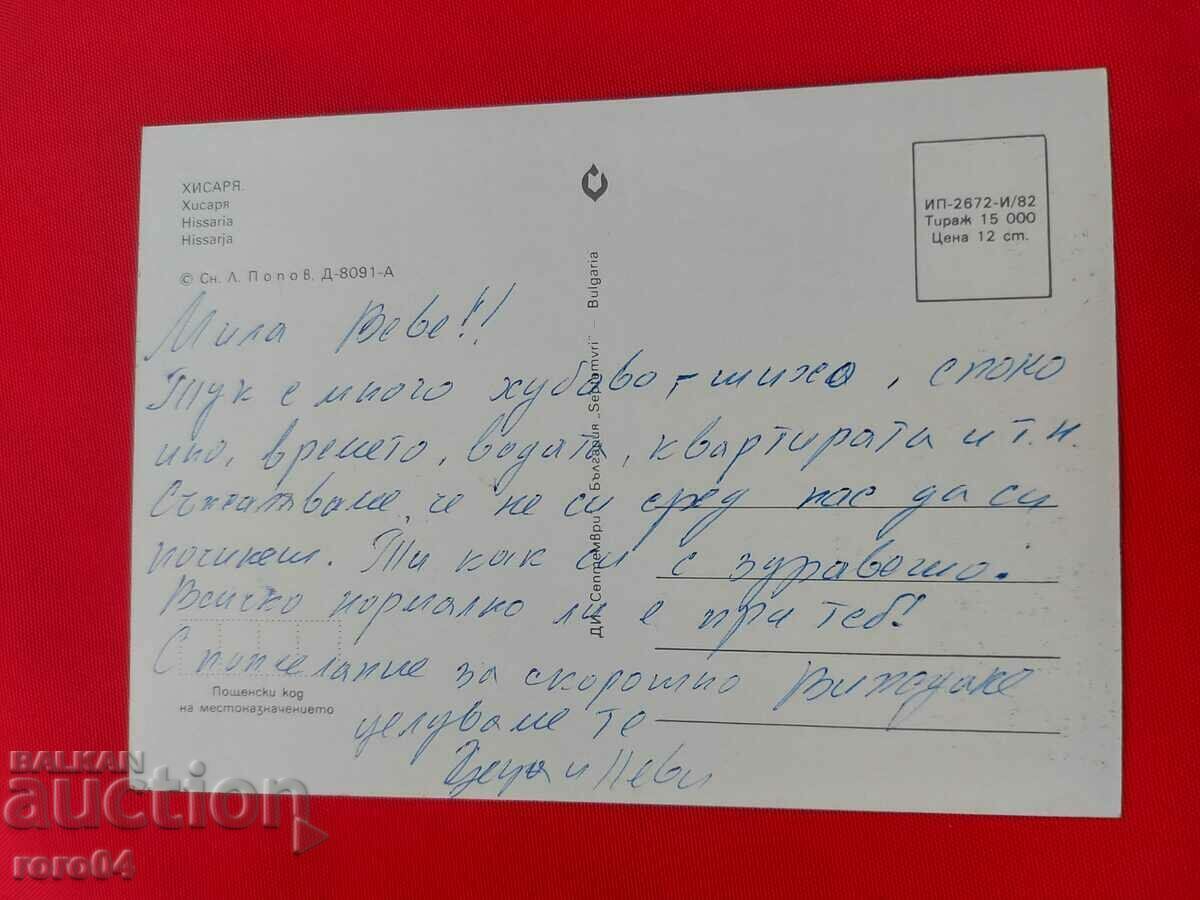 ХИСАРЯ.
Хисаря
Hissaria
Hissarja
© Сн. Л. Попов. Д-8091-А
ИП-2672-И/82
Тираж 15 000
Цена 12 ст.
ДИ „Септември" България „Septemvri" – Bulgaria
Мила Веве!!
Тук е много хубаво, – тихо, споко
йно, времето, водата, квартирата и т.н.
Съжаляваме, че не си сред нас да си
починеш. Ти как си с здравето.
Всичко нормално ли е при теб!
С пожелание за скорошно виждане
целуваме те
и Певи
Пощенски код
на местоназначението
BALKAN
auction
roro04